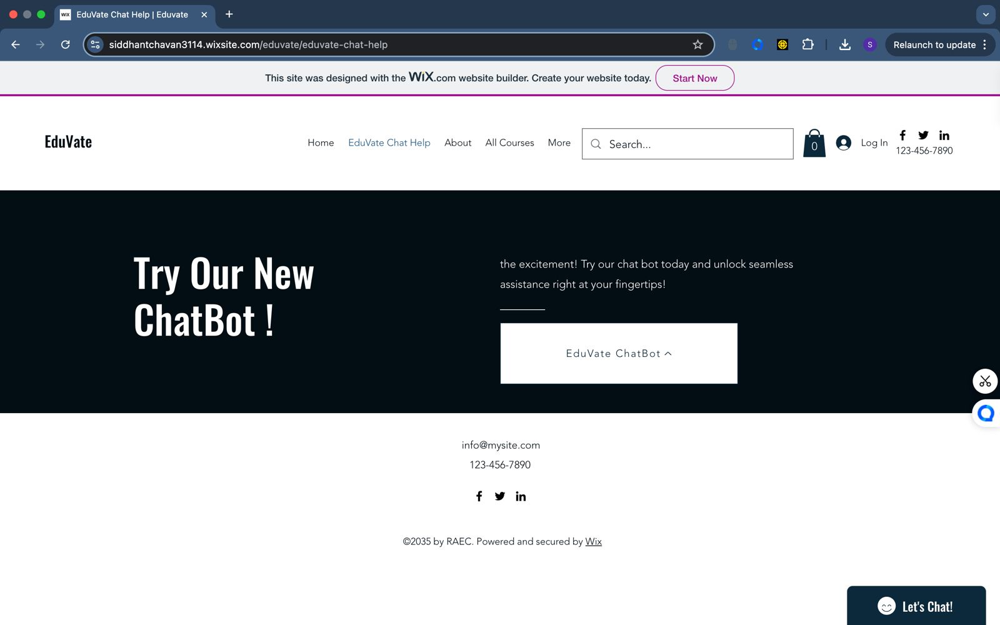 WiX EduVate Chat Help | Eduvate
siddhantchavan3114.wixsite.com/eduvate/eduvate-chat-help
S
Relaunch to update
This site was designed with the WiX.com website builder. Create your website today.
Start Now
EduVate
Home
EduVate Chat Help
About
All Courses
More
Search...
0
Log In
123-456-7890
Try Our New
ChatBot !
the excitement! Try our chat bot today and unlock seamless
assistance right at your fingertips!
EduVate ChatBot
info@mysite.com
123-456-7890
©2035 by RAEC. Powered and secured by Wix
Let's Chat!